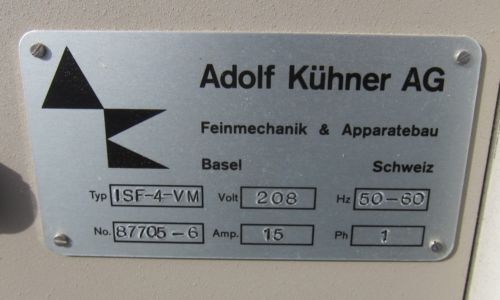 Adolf Kühner AG
Feinmechanik & Apparatebau
Basel Schweiz
Typ ISF-4-VM Volt 208 Hz 50-60
No. 87705-6 Amp. 15 Ph 1